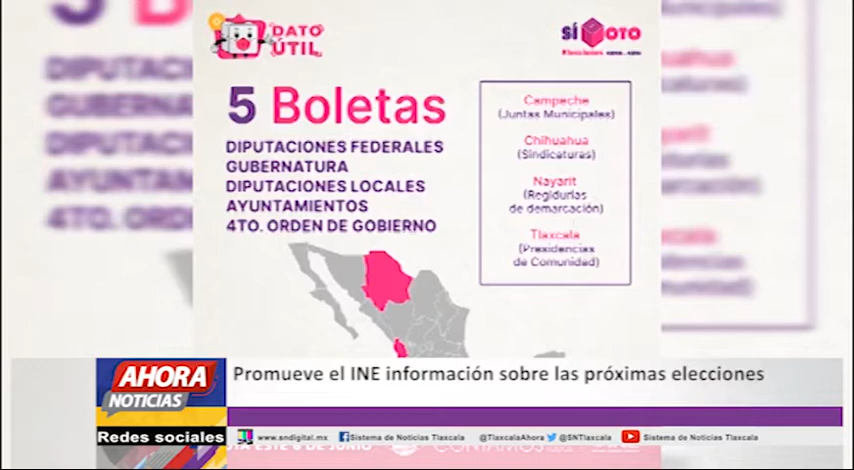 DATO
ÚTIL
SÍ VOTO
5 Boletas
DIPUTACIONES FEDERALES
GUBERNATURA
DIPUTACIONES LOCALES
AYUNTAMIENTOS
4TO. ORDEN DE GOBIERNO
Campeche
(Juntas Municipales)
Chihuahua
(Sindicaturas)
Nayarit
(Regidurías
de demarcación)
Tlaxcala
(Presidencias
de Comunidad)
AHORA
NOTICIAS
Redes sociales
Promueve el INE información sobre las próximas elecciones
www.sndigital.mx
Sistema de Noticias Tlaxcala
@TlaxcalaAhora
@SNTlaxcala
Sistema de Noticias Tlaxcala